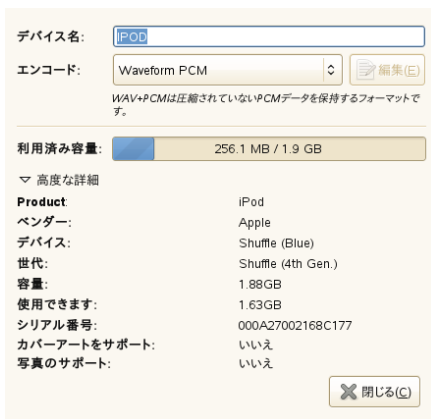 デバイス名: IPOD
エンコード: Waveform PCM 編集(E)
WAV+PCMは圧縮されていないPCMデータを保持するフォーマットで
す。
利用済み容量: 256.1 MB / 1.9 GB
▽ 高度な詳細
Product: iPod
ベンダー: Apple
デバイス: Shuffle (Blue)
世代: Shuffle (4th Gen.)
容量: 1.88GB
使用できます: 1.63GB
シリアル番号: 000A27002168C177
カバーアートをサポート: いいえ
写真のサポート: いいえ
閉じる(C)